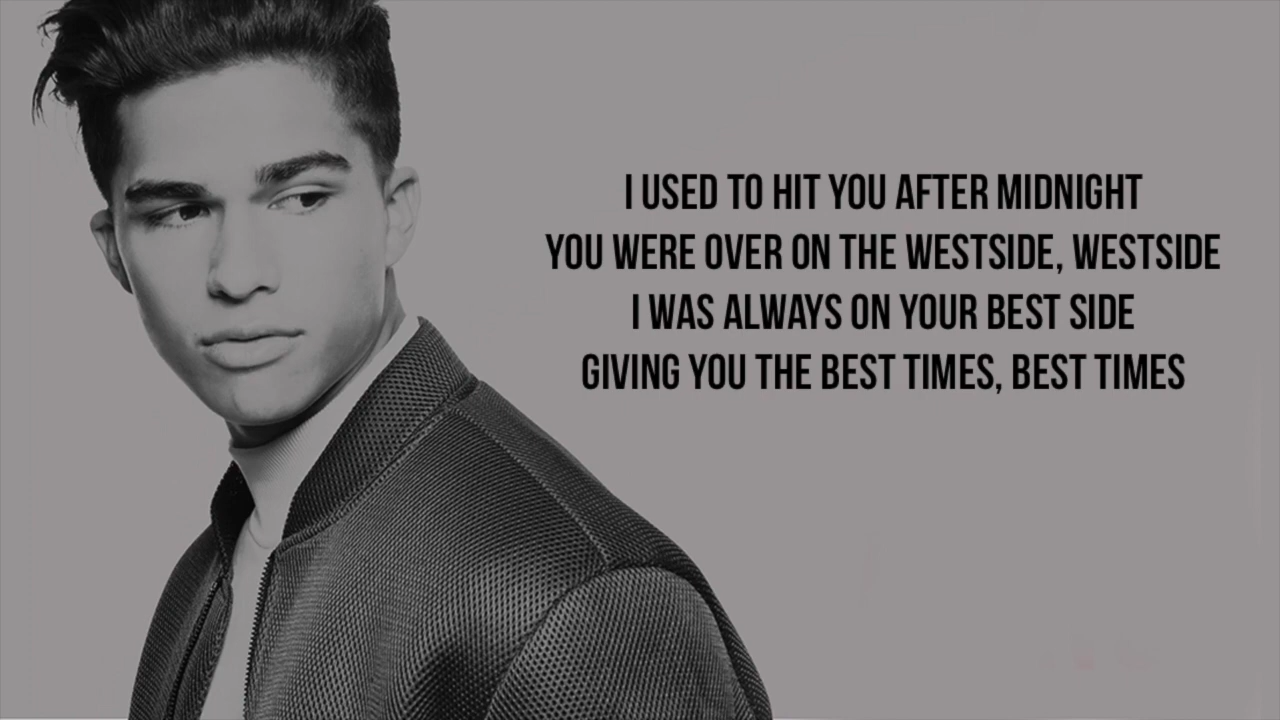 I USED TO HIT YOU AFTER MIDNIGHT
YOU WERE OVER ON THE WESTSIDE, WESTSIDE
I WAS ALWAYS ON YOUR BEST SIDE
GIVING YOU THE BEST TIMES, BEST TIMES